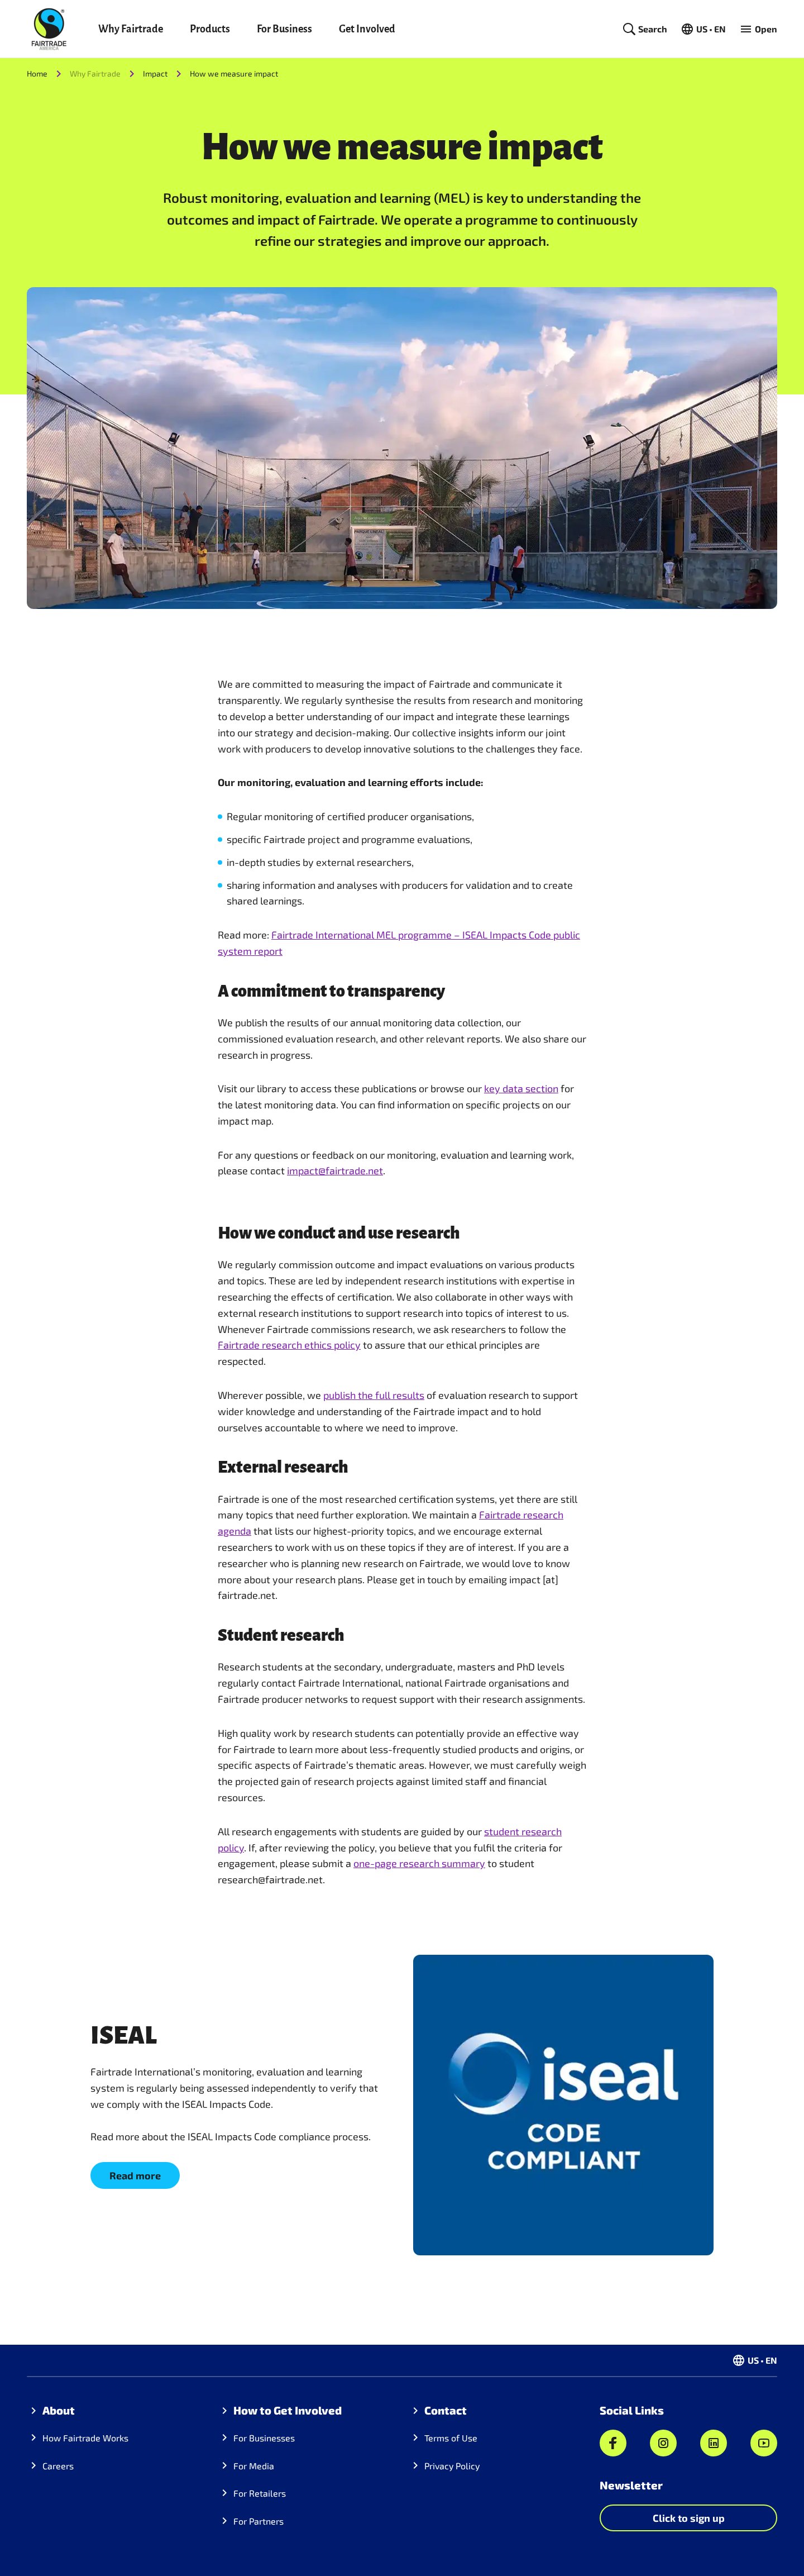 FAIRTRADE
AMERICA
Why Fairtrade
Products
For Business
Get Involved
Search
US • EN
Open
Home
Why Fairtrade
Impact
How we measure impact
How we measure impact
Robust monitoring, evaluation and learning (MEL) is key to understanding the
outcomes and impact of Fairtrade. We operate a programme to continuously
refine our strategies and improve our approach.
We are committed to measuring the impact of Fairtrade and communicate it
transparently. We regularly synthesise the results from research and monitoring
to develop a better understanding of our impact and integrate these learnings
into our strategy and decision-making. Our collective insights inform our joint
work with producers to develop innovative solutions to the challenges they face.
Our monitoring, evaluation and learning efforts include:
Regular monitoring of certified producer organisations,
specific Fairtrade project and programme evaluations,
in-depth studies by external researchers,
sharing information and analyses with producers for validation and to create
shared learnings.
Read more: Fairtrade International MEL programme – ISEAL Impacts Code public
system report
A commitment to transparency
We publish the results of our annual monitoring data collection, our
commissioned evaluation research, and other relevant reports. We also share our
research in progress.
Visit our library to access these publications or browse our key data section for
the latest monitoring data. You can find information on specific projects on our
impact map.
For any questions or feedback on our monitoring, evaluation and learning work,
please contact impact@fairtrade.net.
How we conduct and use research
We regularly commission outcome and impact evaluations on various products
and topics. These are led by independent research institutions with expertise in
researching the effects of certification. We also collaborate in other ways with
external research institutions to support research into topics of interest to us.
Whenever Fairtrade commissions research, we ask researchers to follow the
Fairtrade research ethics policy to assure that our ethical principles are
respected.
Wherever possible, we publish the full results of evaluation research to support
wider knowledge and understanding of the Fairtrade impact and to hold
ourselves accountable to where we need to improve.
External research
Fairtrade is one of the most researched certification systems, yet there are still
many topics that need further exploration. We maintain a Fairtrade research
agenda that lists our highest-priority topics, and we encourage external
researchers to work with us on these topics if they are of interest. If you are a
researcher who is planning new research on Fairtrade, we would love to know
more about your research plans. Please get in touch by emailing impact [at]
fairtrade.net.
Student research
Research students at the secondary, undergraduate, masters and PhD levels
regularly contact Fairtrade International, national Fairtrade organisations and
Fairtrade producer networks to request support with their research assignments.
High quality work by research students can potentially provide an effective way
for Fairtrade to learn more about less-frequently studied products and origins, or
specific aspects of Fairtrade's thematic areas. However, we must carefully weigh
the projected gain of research projects against limited staff and financial
resources.
All research engagements with students are guided by our student research
policy. If, after reviewing the policy, you believe that you fulfil the criteria for
engagement, please submit a one-page research summary to student
research@fairtrade.net.
ISEAL
Fairtrade International's monitoring, evaluation and learning
system is regularly being assessed independently to verify that
we comply with the ISEAL Impacts Code.
Read more about the ISEAL Impacts Code compliance process.
Read more
iseal
CODE
COMPLIANT
US • EN
About
How Fairtrade Works
Careers
How to Get Involved
For Businesses
For Media
For Retailers
For Partners
Contact
Terms of Use
Privacy Policy
Social Links
Newsletter
Click to sign up